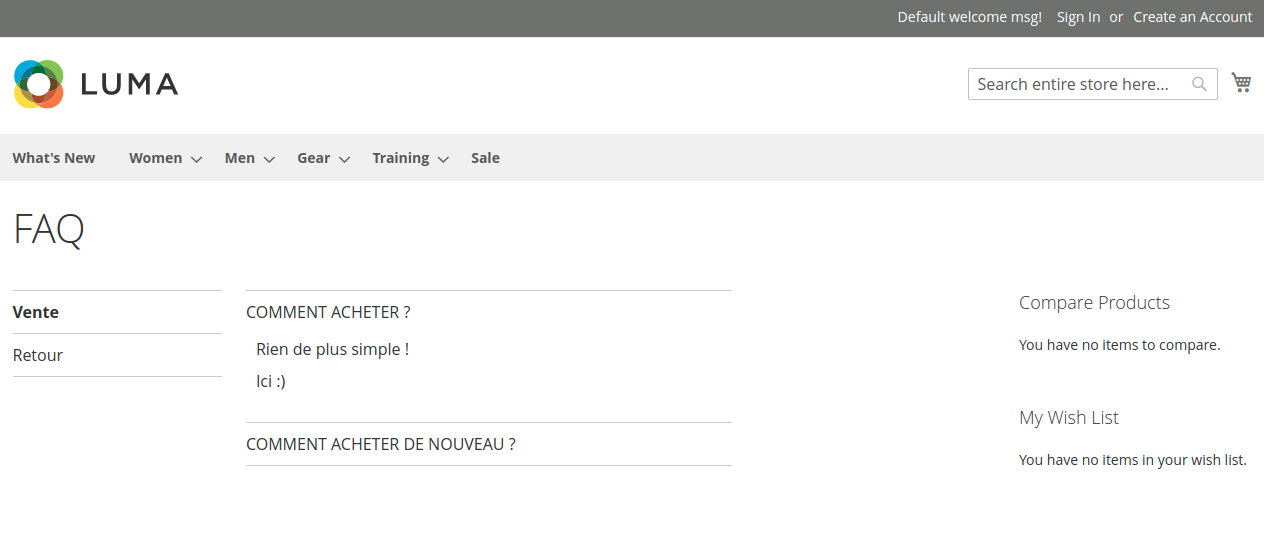 Default welcome msg! Sign In or Create an Account
LUMA
Search entire store here...
What's New Women Men Gear Training Sale
FAQ
Vente
Retour
COMMENT ACHETER ?
Rien de plus simple !
Ici :)
COMMENT ACHETER DE NOUVEAU ?
Compare Products
You have no items to compare.
My Wish List
You have no items in your wish list.